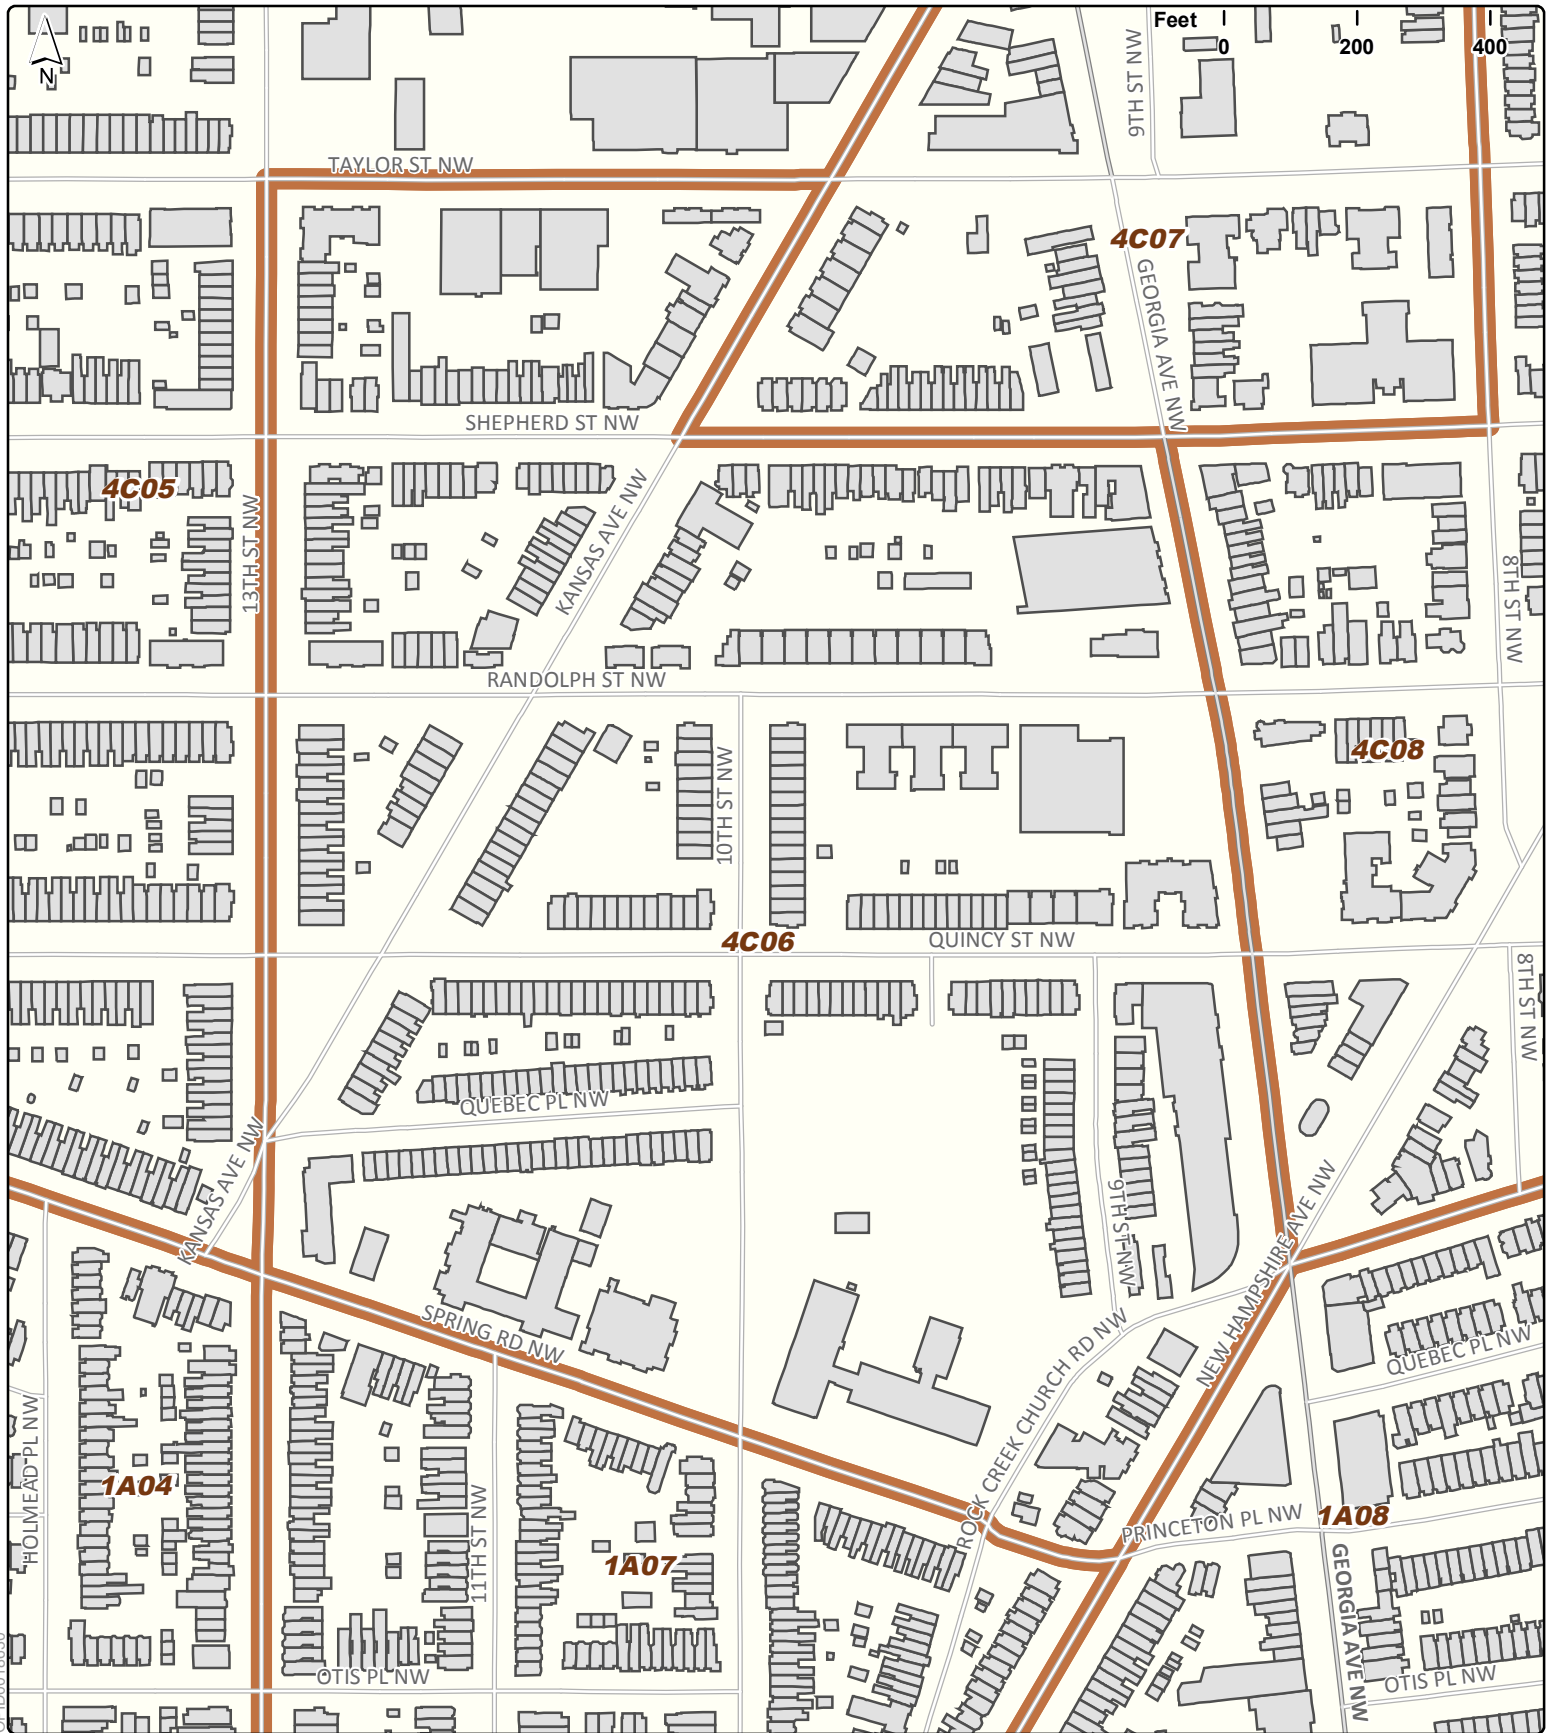 Feet
0 200 400
N
9TH ST NW
TAYLOR ST NW
4C07
GEORGIA AVE NW
SHEPHERD ST NW
4C05
13TH ST NW
KANSAS AVE NW
8TH ST NW
RANDOLPH ST NW
10TH ST NW
4C08
4C06
QUINCY ST NW
8TH ST NW
QUEBEC PL NW
KANSAS AVE NW
9TH ST NW
NEW HAMPSHIRE AVE NW
SPRING RD NW
ROCK CREEK CHURCH RD NW
QUEBEC PL NW
HOLMEAD PL NW
1A04
11TH ST NW
1A07
PRINCETON PL NW
1A08
GEORGIA AVE NW
OTIS PL NW
OTIS PL NW